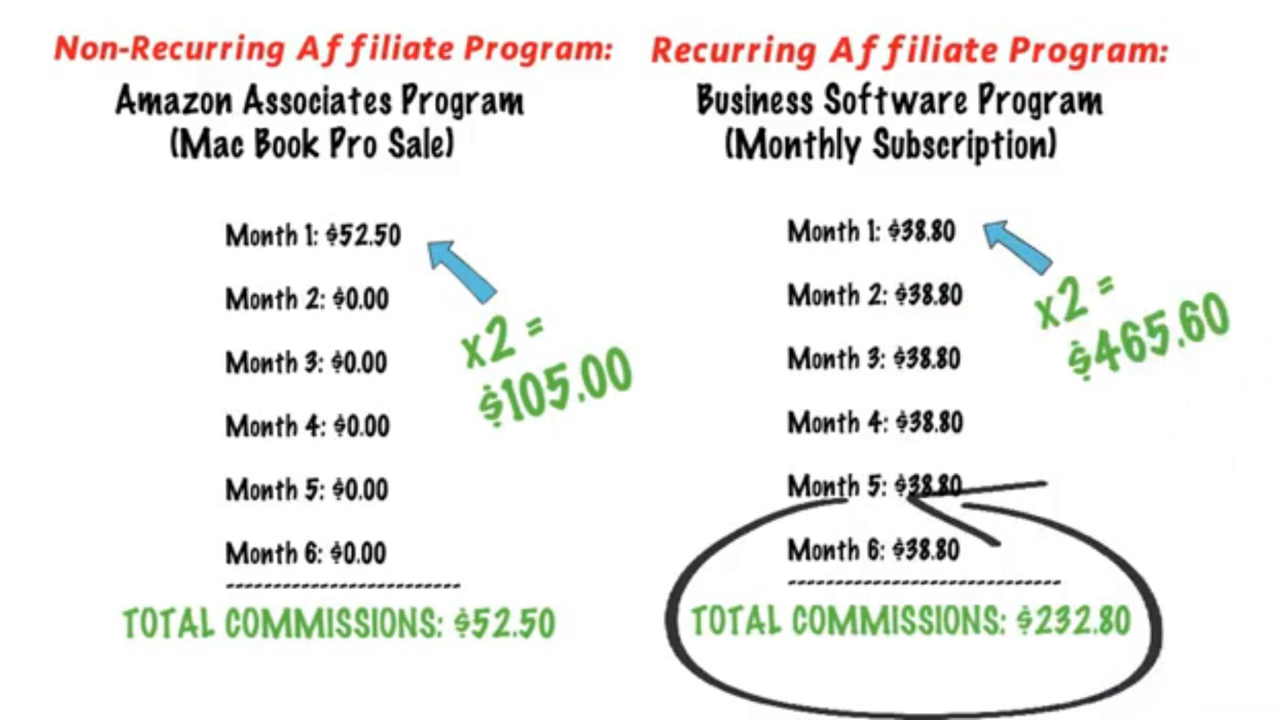 Non-Recurring Affiliate Program:
Amazon Associates Program
(Mac Book Pro Sale)
Month 1: $52.50
Month 2: $0.00
Month 3: $0.00
Month 4: $0.00
Month 5: $0.00
Month 6: $0.00
-------------------------
TOTAL COMMISSIONS: $52.50
x2 =
$105.00
Recurring Affiliate Program:
Business Software Program
(Monthly Subscription)
Month 1: $38.80
Month 2: $38.80
Month 3: $38.80
Month 4: $38.80
Month 5: $38.80
Month 6: $38.80
-----------------------------
TOTAL COMMISSIONS: $232.80
x2 =
$465.60